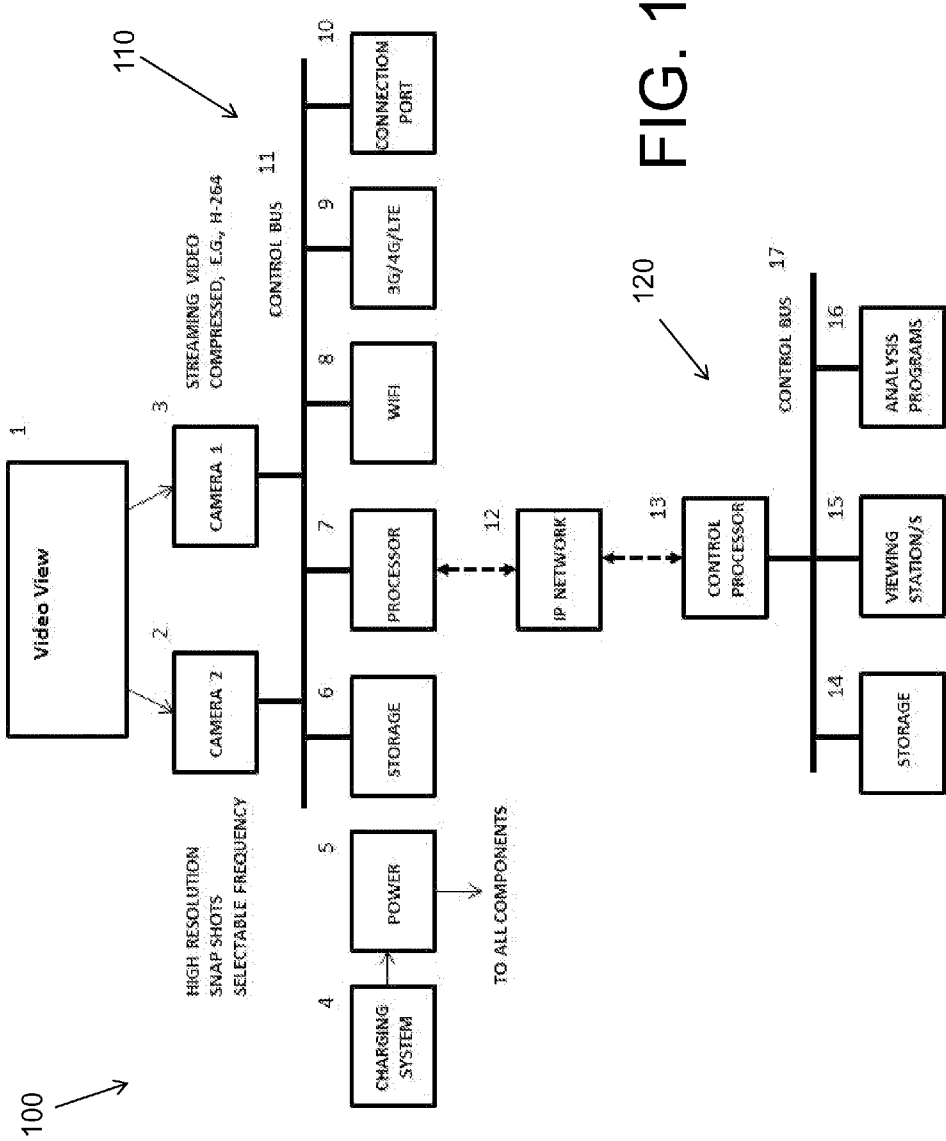 100
110
1
Video View
HIGH RESOLUTION
SNAP SHOTS
SELECTABLE FREQUENCY
2
CAMERA 2
3
CAMERA 1
STREAMING VIDEO
COMPRESSED, E.G., H-264
CONTROL BUS
11
4
CHARGING
SYSTEM
5
POWER
6
STORAGE
7
PROCESSOR
8
WIFI
9
3G/4G/LTE
10
CONNECTION
PORT
TO ALL COMPONENTS
12
IP NETWORK
13
CONTROL
PROCESSOR
120
CONTROL BUS
17
14
STORAGE
15
VIEWING
STATION/S
16
ANALYSIS
PROGRAMS
FIG. 1